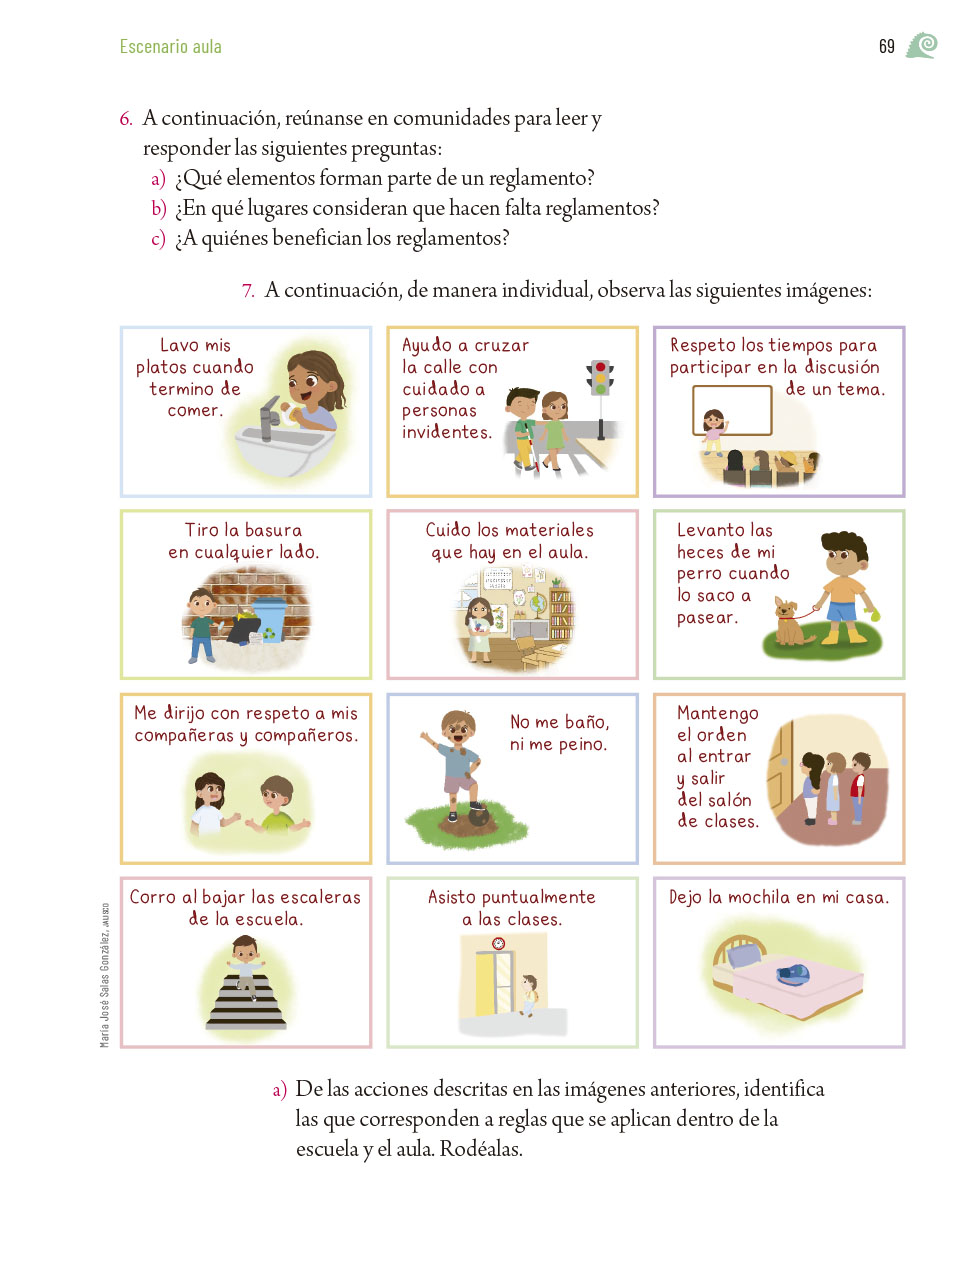 Escenario aula
69
6. A continuación, reúnanse en comunidades para leer y
responder las siguientes preguntas:
a) ¿Qué elementos forman parte de un reglamento?
b) ¿En qué lugares consideran que hacen falta reglamentos?
c) ¿A quiénes benefician los reglamentos?
7. A continuación, de manera individual, observa las siguientes imágenes:
Lavo mis
platos cuando
termino de
comer.
Ayudo a cruzar
la calle con
cuidado a
personas
invidentes.
Respeto los tiempos para
participar en la discusión
de un tema.
Tiro la basura
en cualquier lado.
Cuido los materiales
que hay en el aula.
Levanto las
heces de mi
perro cuando
lo saco a
pasear.
Me dirijo con respeto a mis
compañeras y compañeros.
No me baño,
ni me peino.
Mantengo
el orden
al entrar
y salir
del salón
de clases.
Corro al bajar las escaleras
de la escuela.
Asisto puntualmente
a las clases.
Dejo la mochila en mi casa.
María José Salas González, JALISCO
a) De las acciones descritas en las imágenes anteriores, identifica
las que corresponden a reglas que se aplican dentro de la
escuela y el aula. Rodéalas.